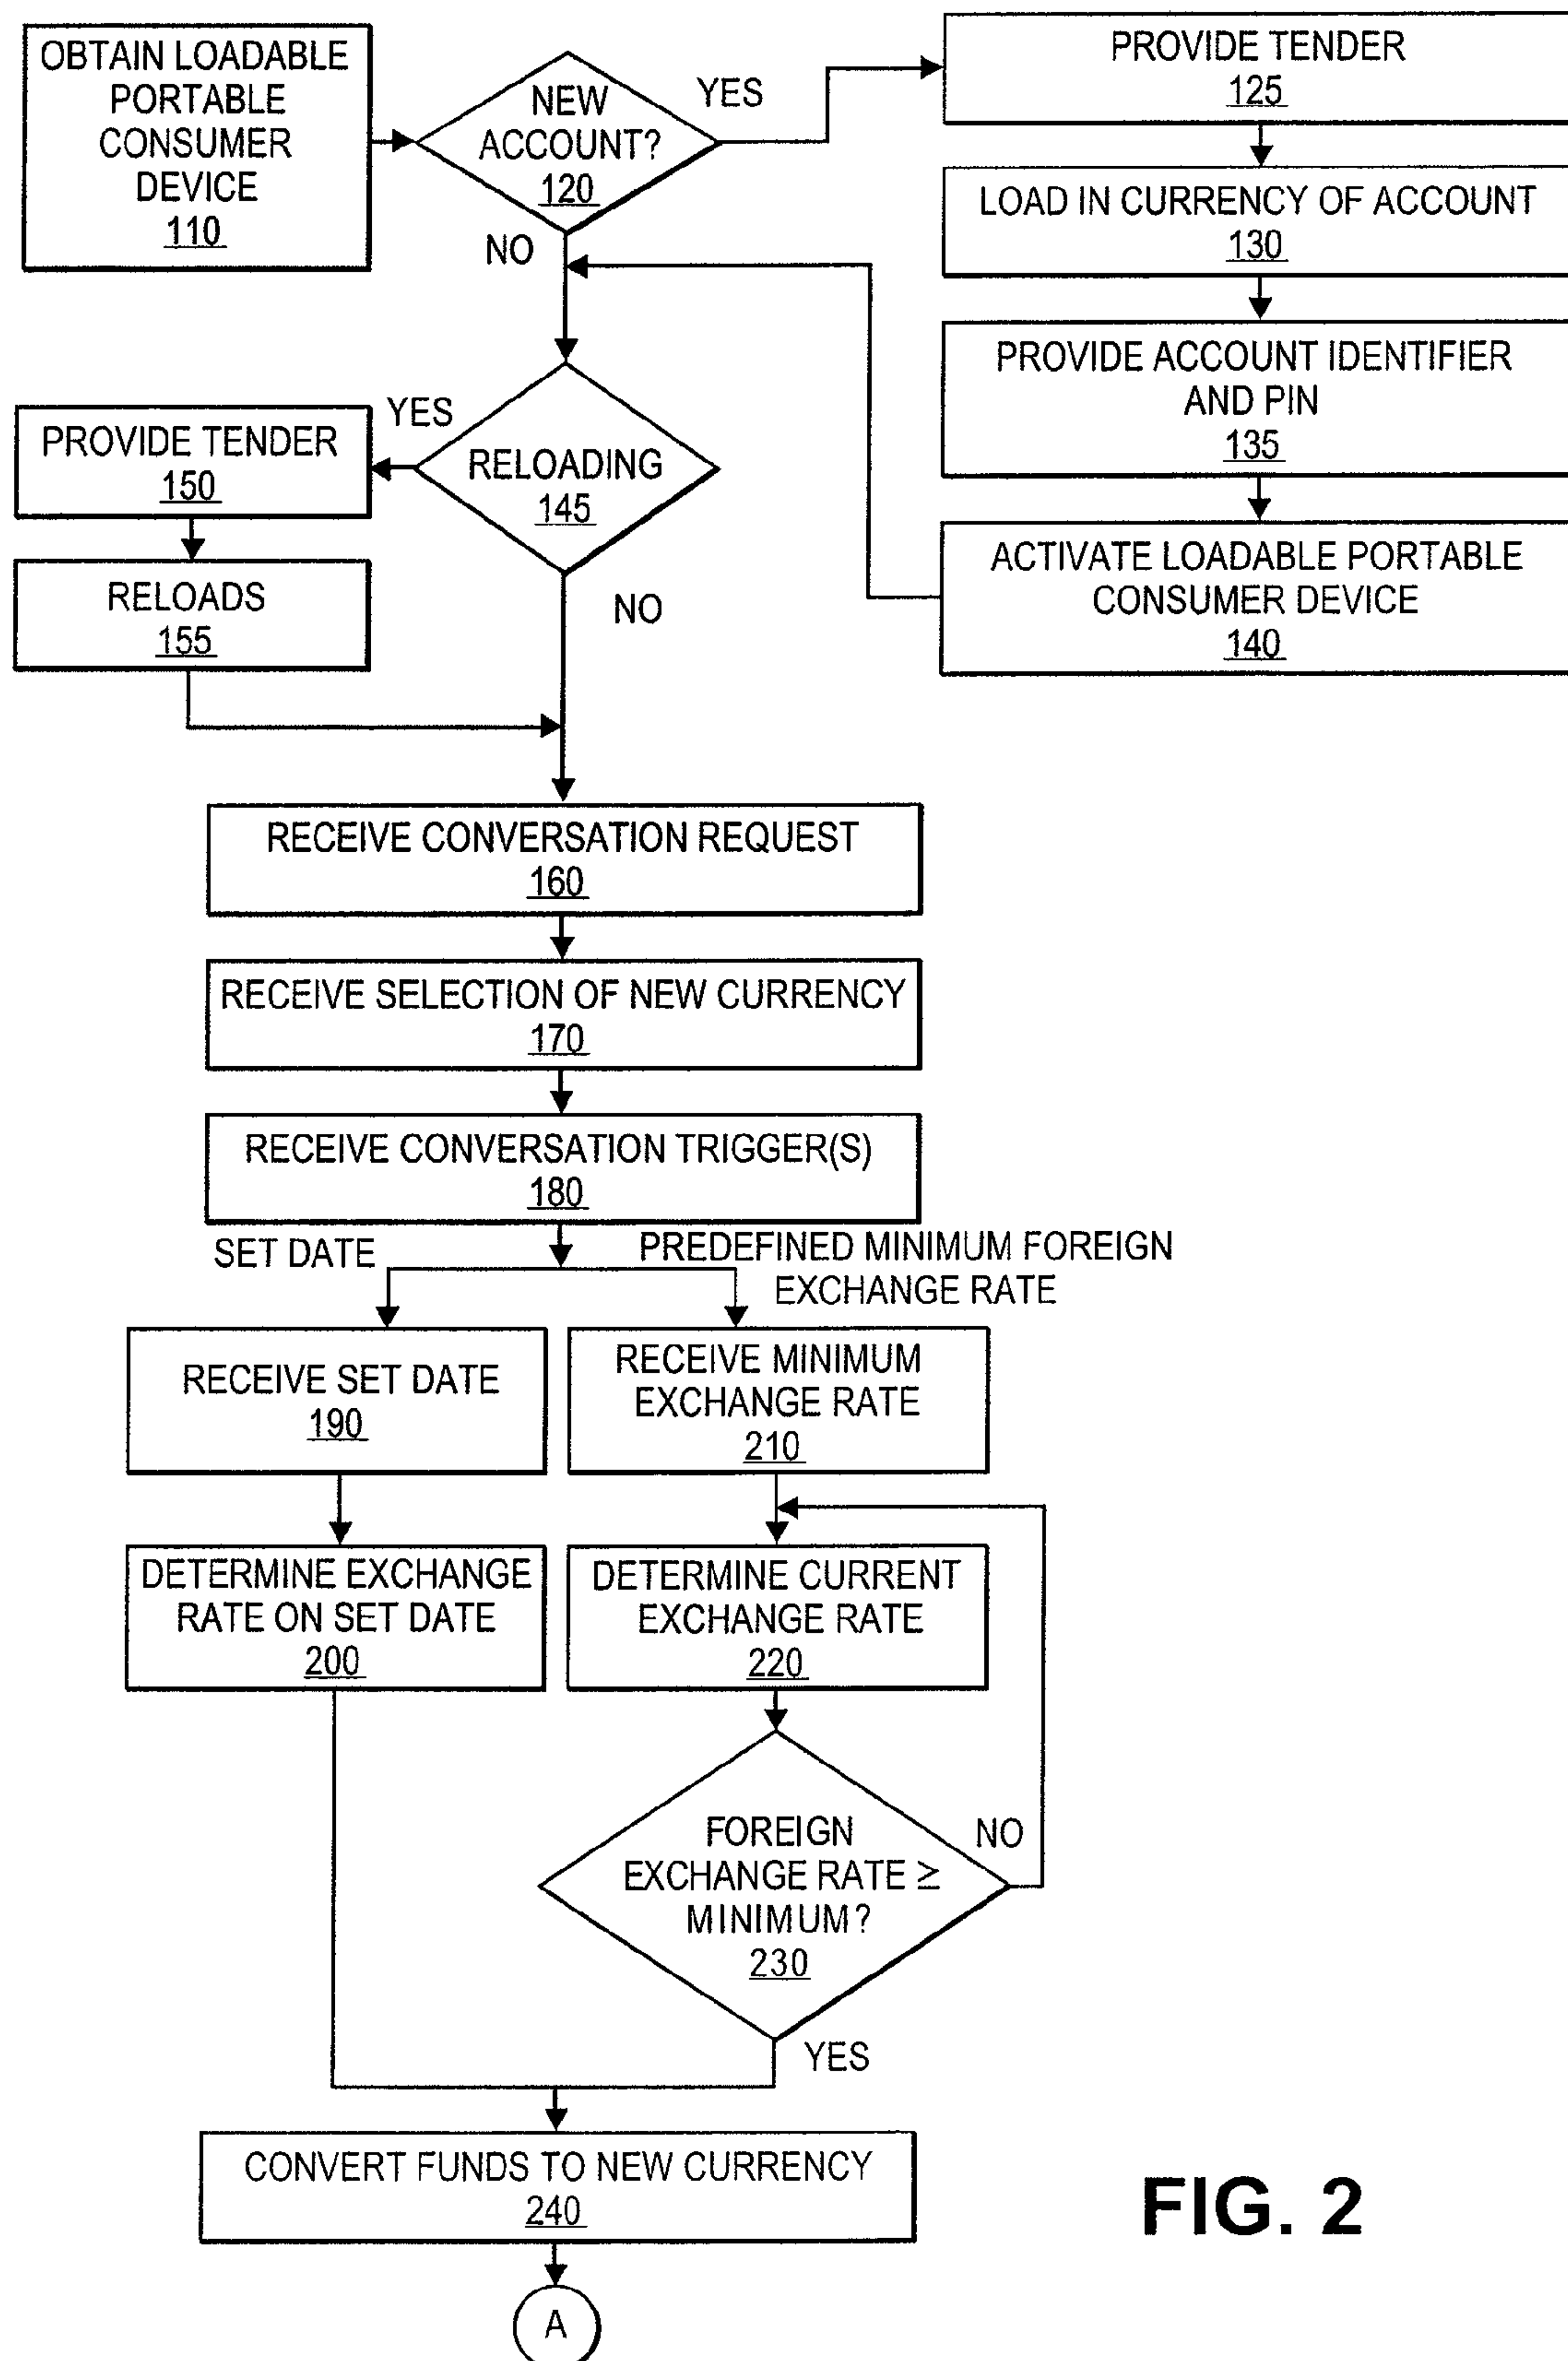 OBTAIN LOADABLE
PORTABLE
CONSUMER
DEVICE
110
NEW
ACCOUNT?
120
YES
NO
PROVIDE TENDER
125
LOAD IN CURRENCY OF ACCOUNT
130
PROVIDE ACCOUNT IDENTIFIER
AND PIN
135
ACTIVATE LOADABLE PORTABLE
CONSUMER DEVICE
140
RELOADING
145
YES
NO
PROVIDE TENDER
150
RELOADS
155
RECEIVE CONVERSATION REQUEST
160
RECEIVE SELECTION OF NEW CURRENCY
170
RECEIVE CONVERSATION TRIGGER(S)
180
SET DATE
PREDEFINED MINIMUM FOREIGN
EXCHANGE RATE
RECEIVE SET DATE
190
RECEIVE MINIMUM
EXCHANGE RATE
210
DETERMINE EXCHANGE
RATE ON SET DATE
200
DETERMINE CURRENT
EXCHANGE RATE
220
FOREIGN
EXCHANGE RATE ≥
MINIMUM?
230
NO
YES
CONVERT FUNDS TO NEW CURRENCY
240
A
FIG. 2